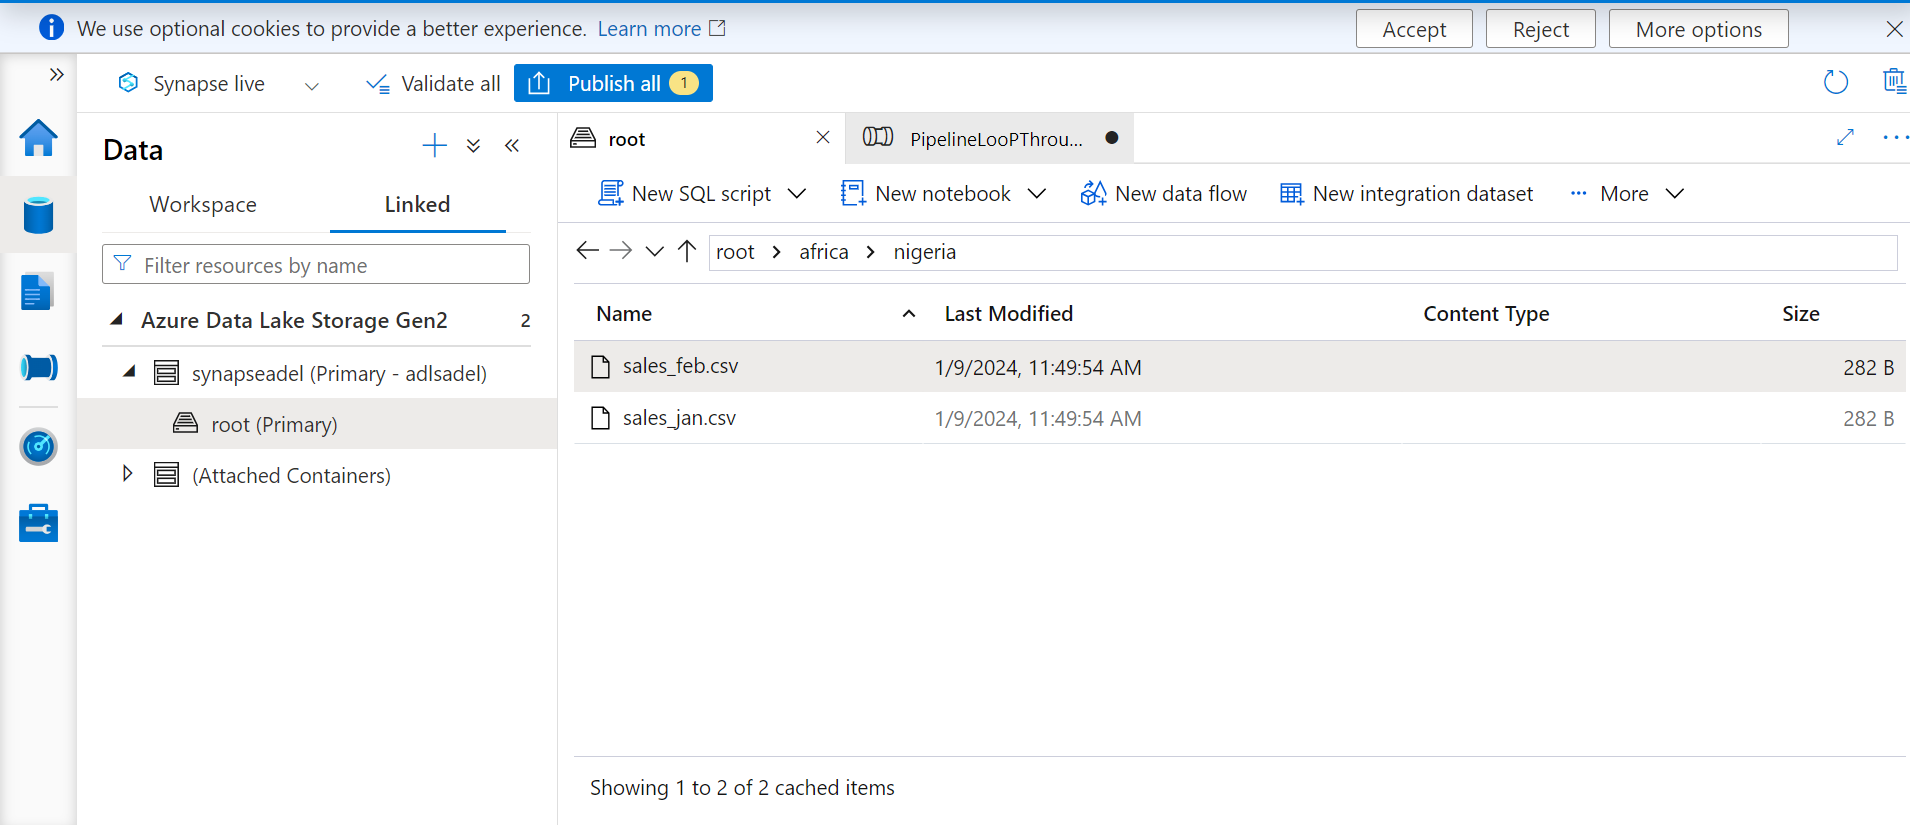 We use optional cookies to provide a better experience. Learn more
Accept
Reject
More options
Synapse live
Validate all
Publish all 1
Data
Workspace
Linked
Filter resources by name
Azure Data Lake Storage Gen2 2
synapseadel (Primary - adlsadel)
root (Primary)
(Attached Containers)
root
PipelineLooPThrou...
New SQL script
New notebook
New data flow
New integration dataset
More
root > africa > nigeria
Name Last Modified Content Type Size
sales_feb.csv 1/9/2024, 11:49:54 AM 282 B
sales_jan.csv 1/9/2024, 11:49:54 AM 282 B
Showing 1 to 2 of 2 cached items